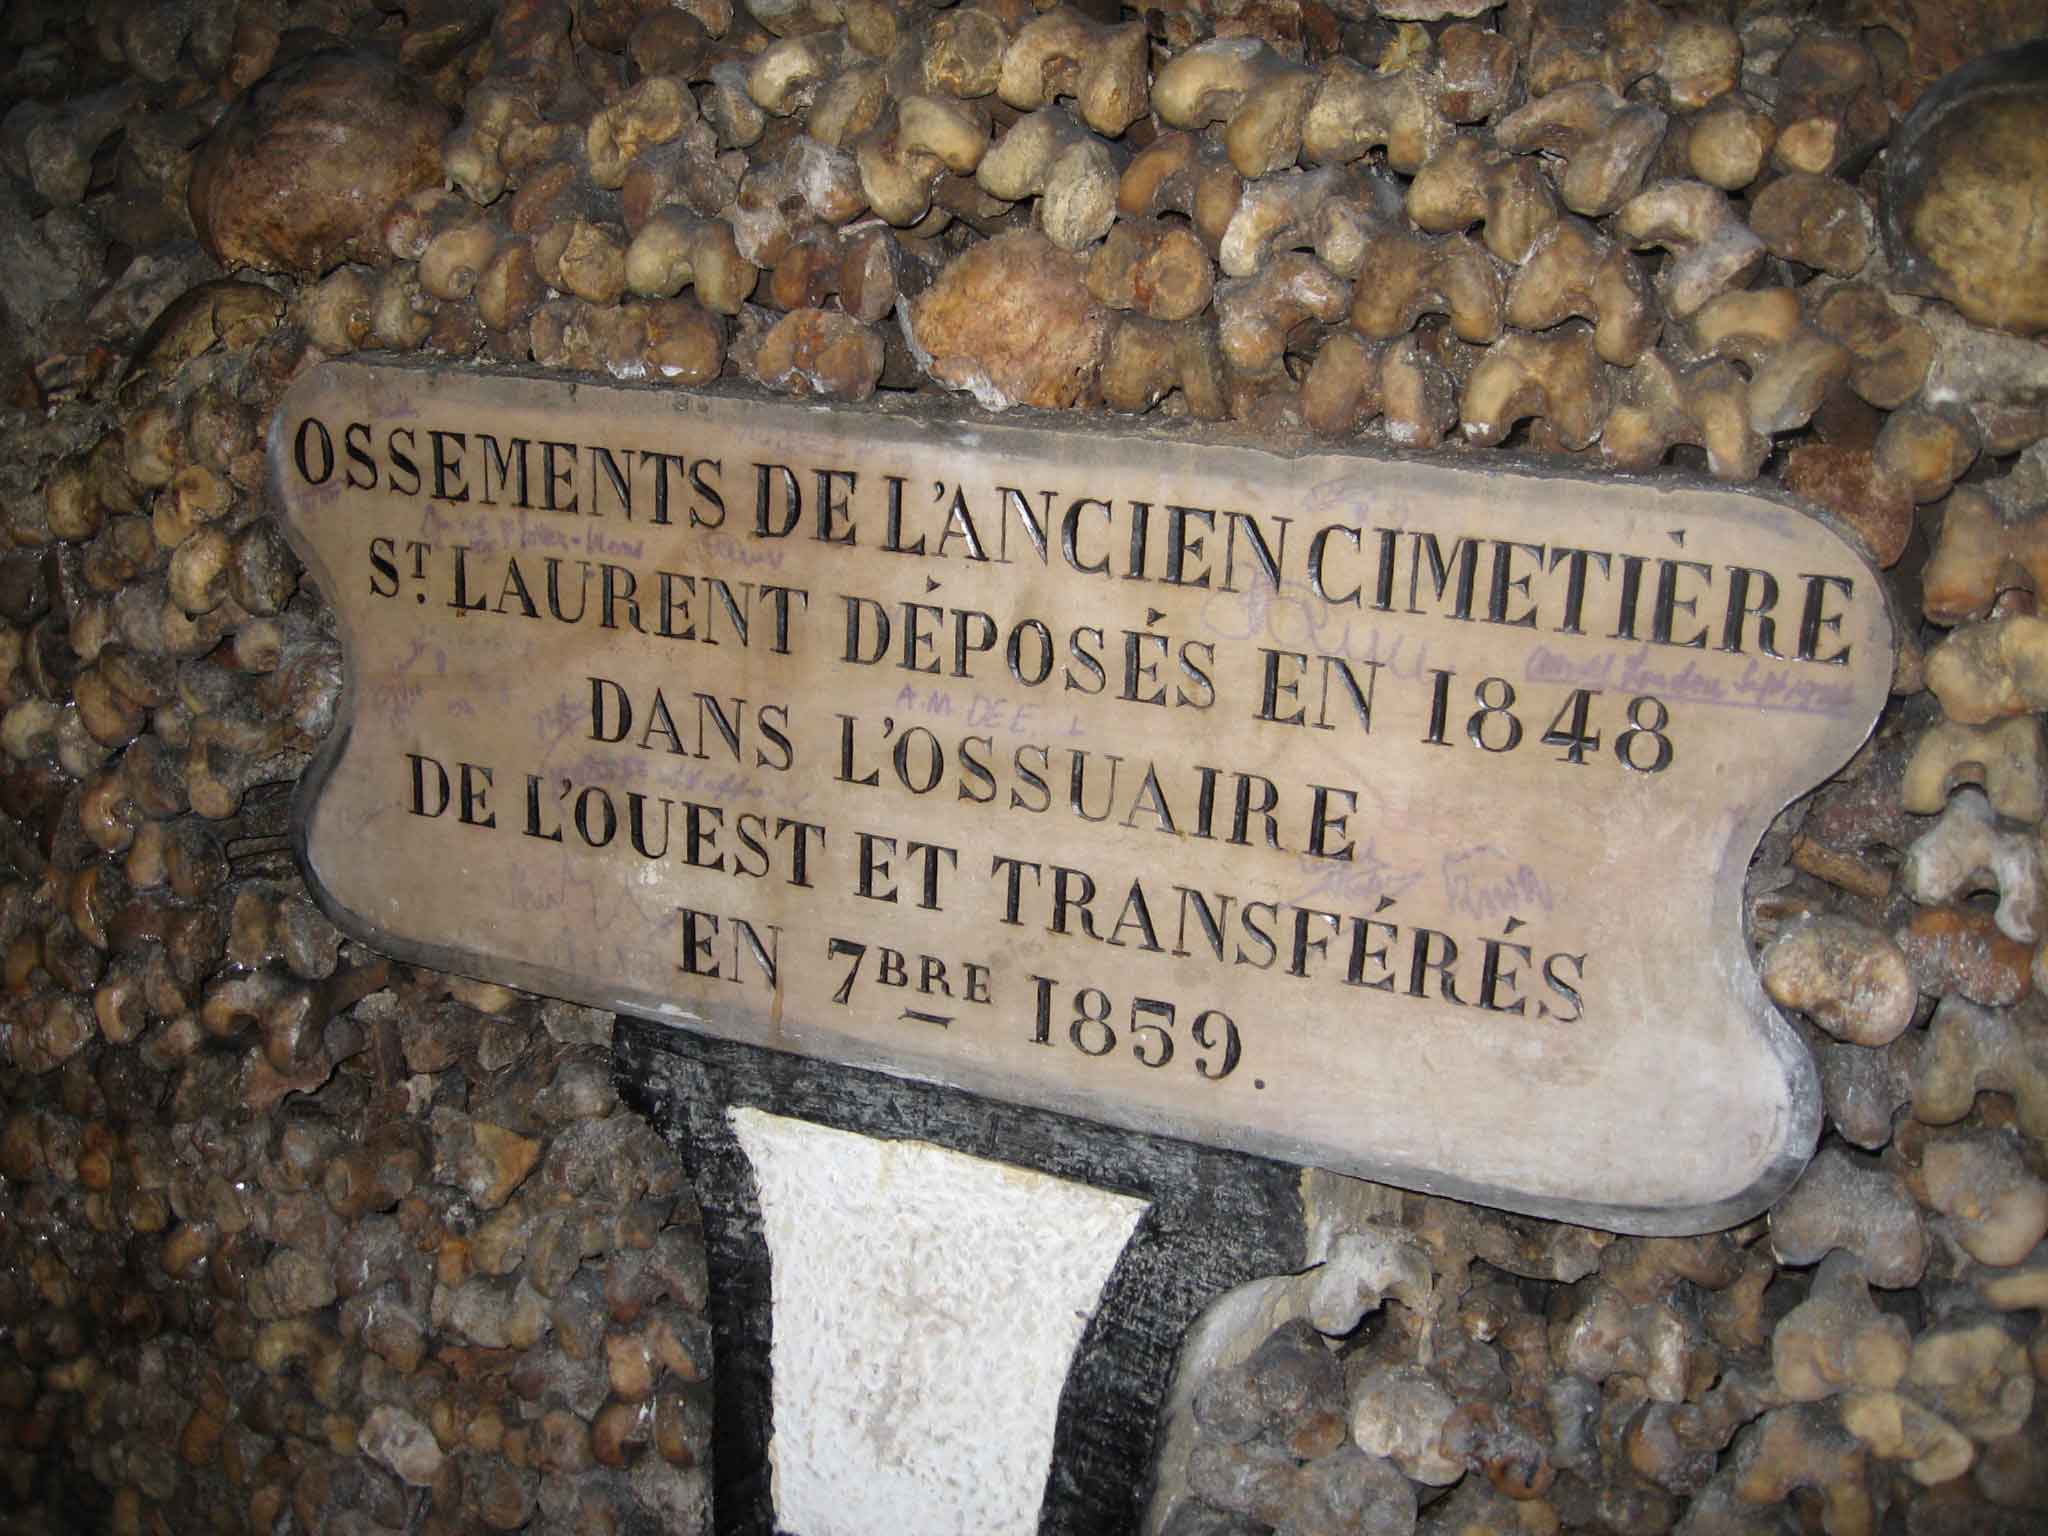 OSSEMENTS DE L'ANCIEN CIMETIÈRE
ST. LAURENT DÉPOSÉS EN 1848
DANS L'OSSUAIRE
DE L'OUEST ET TRANSFÉRÉS
EN 7BRE 1859.